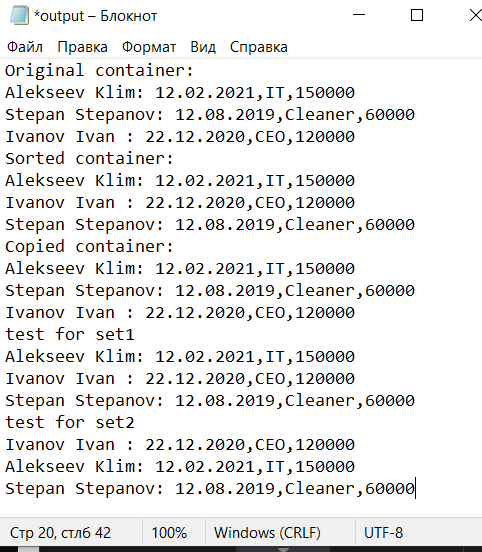 *output – Блокнот
Файл Правка Формат Вид Справка
Original container:
Alekseev Klim: 12.02.2021,IT,150000
Stepan Stepanov: 12.08.2019,Cleaner,60000
Ivanov Ivan : 22.12.2020,CEO,120000
Sorted container:
Alekseev Klim: 12.02.2021,IT,150000
Ivanov Ivan : 22.12.2020,CEO,120000
Stepan Stepanov: 12.08.2019,Cleaner,60000
Copied container:
Alekseev Klim: 12.02.2021,IT,150000
Stepan Stepanov: 12.08.2019,Cleaner,60000
Ivanov Ivan : 22.12.2020,CEO,120000
test for set1
Alekseev Klim: 12.02.2021,IT,150000
Ivanov Ivan : 22.12.2020,CEO,120000
Stepan Stepanov: 12.08.2019,Cleaner,60000
test for set2
Ivanov Ivan : 22.12.2020,CEO,120000
Alekseev Klim: 12.02.2021,IT,150000
Stepan Stepanov: 12.08.2019,Cleaner,60000
Стр 20, стлб 42 100% Windows (CRLF) UTF-8